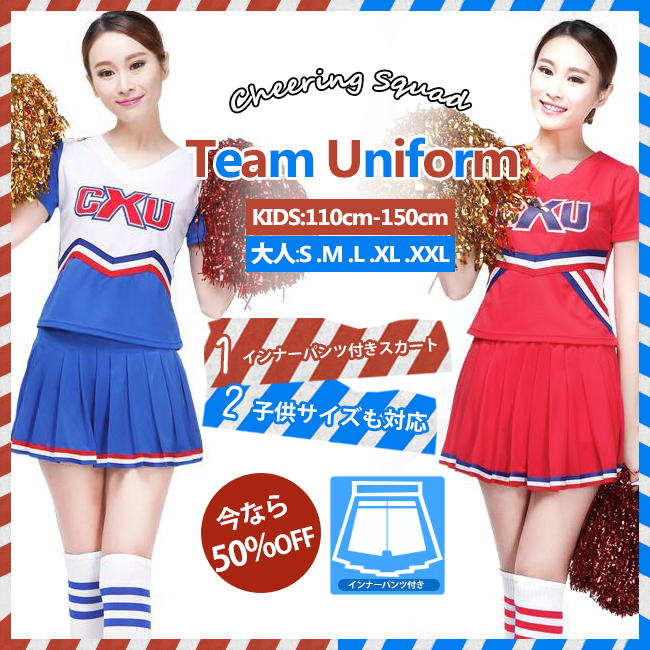 Cheering Squad
Team Uniform
KIDS:110cm-150cm
大人:S .M .L .XL .XXL
CXU
CXU
1 インナーパンツ付きスカート
2 子供サイズも対応
今なら
50%OFF
インナーパンツ付き